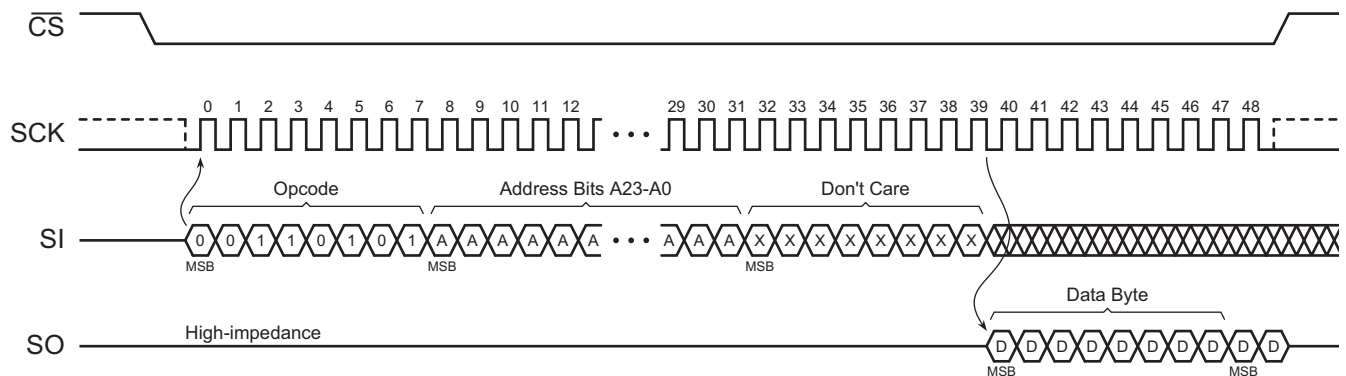 CS
0 1 2 3 4 5 6 7 8 9 10 11 12 29 30 31 32 33 34 35 36 37 38 39 40 41 42 43 44 45 46 47 48
SCK
Opcode Address Bits A23-A0 Don't Care
SI 0 0 1 1 0 1 0 1 A A A A A A A A A X X X X X X X X
MSB MSB MSB
Data Byte
High-impedance
SO D D D D D D D D D D
MSB MSB